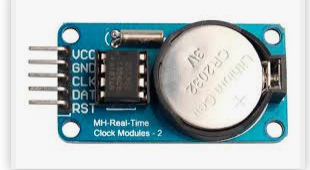 VCC
GND
CLK
DAT
RST
MH-Real-Time
Clock Modules - 2
Lithium Cell
CR2032
3V
+